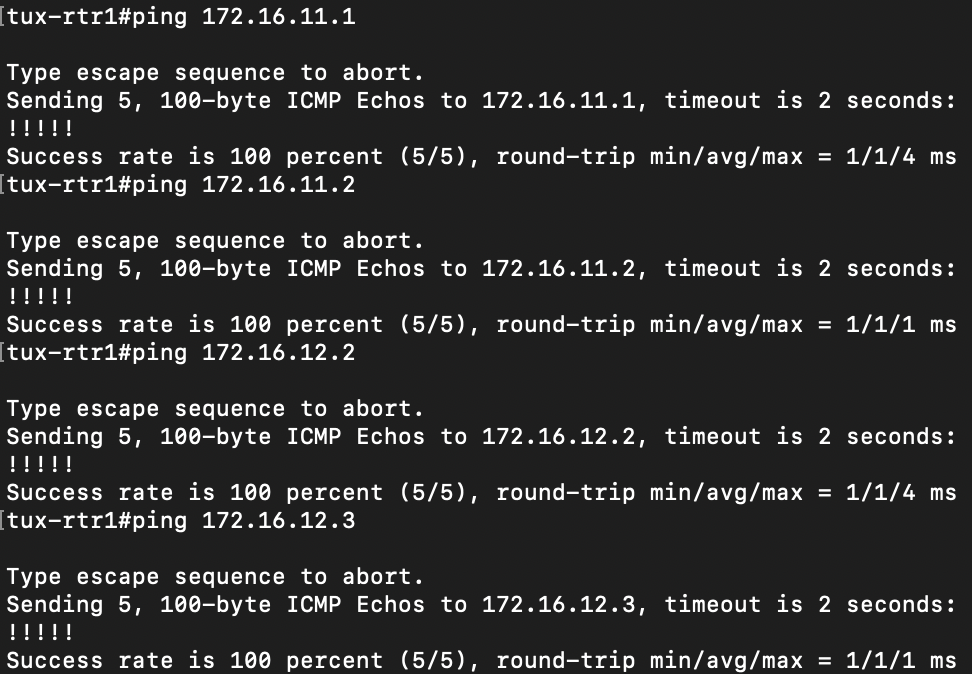 [tux-rtr1#ping 172.16.11.1
Type escape sequence to abort.
Sending 5, 100-byte ICMP Echos to 172.16.11.1, timeout is 2 seconds:
!!!!!
Success rate is 100 percent (5/5), round-trip min/avg/max = 1/1/4 ms
[tux-rtr1#ping 172.16.11.2
Type escape sequence to abort.
Sending 5, 100-byte ICMP Echos to 172.16.11.2, timeout is 2 seconds:
!!!!!
Success rate is 100 percent (5/5), round-trip min/avg/max = 1/1/1 ms
[tux-rtr1#ping 172.16.12.2
Type escape sequence to abort.
Sending 5, 100-byte ICMP Echos to 172.16.12.2, timeout is 2 seconds:
!!!!!
Success rate is 100 percent (5/5), round-trip min/avg/max = 1/1/4 ms
[tux-rtr1#ping 172.16.12.3
Type escape sequence to abort.
Sending 5, 100-byte ICMP Echos to 172.16.12.3, timeout is 2 seconds:
!!!!!
Success rate is 100 percent (5/5), round-trip min/avg/max = 1/1/1 ms